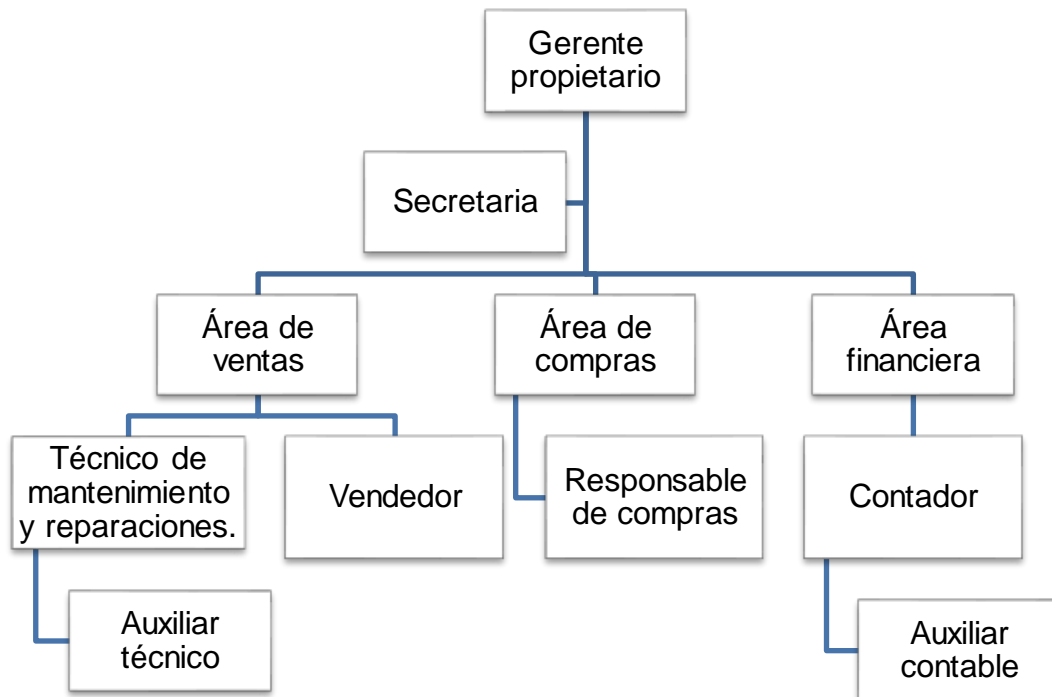 Gerente
propietario
Secretaria
Área de
ventas
Área de
compras
Área
financiera
Técnico de
mantenimiento
y reparaciones.
Vendedor
Responsable
de compras
Contador
Auxiliar
técnico
Auxiliar
contable